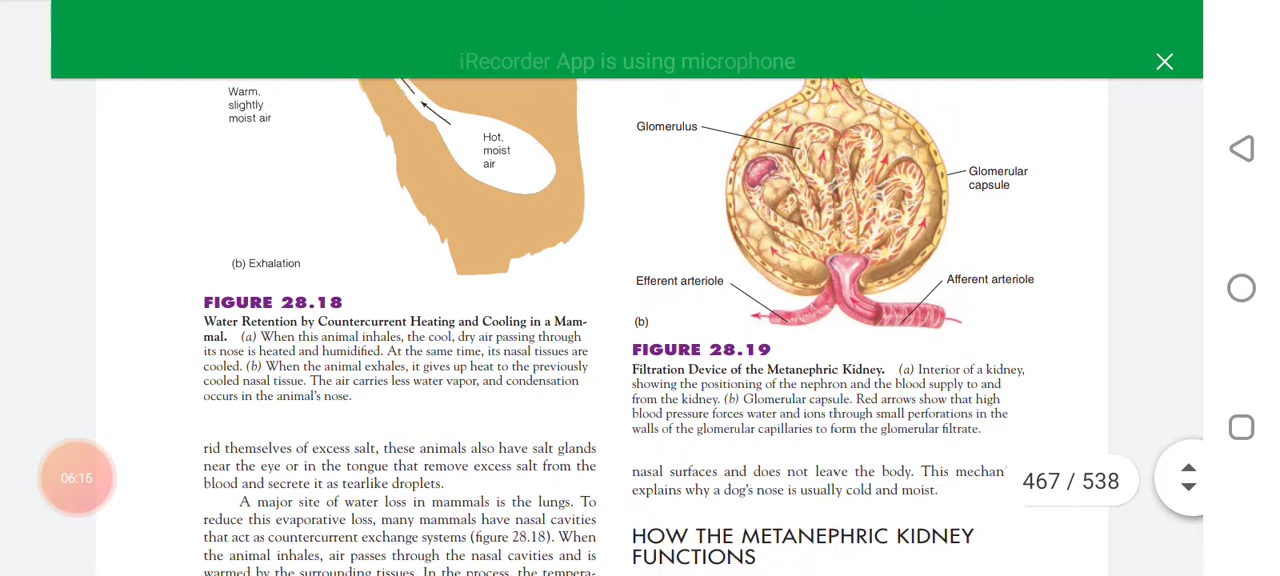 iRecorder App is using microphone
Warm,
slightly
moist air
Hot,
moist
air
(b) Exhalation
FIGURE 28.18
Water Retention by Countercurrent Heating and Cooling in a Mam-
mal. (a) When this animal inhales, the cool, dry air passing through
its nose is heated and humidified. At the same time, its nasal tissues are
cooled. (b) When the animal exhales, it gives up heat to the previously
cooled nasal tissue. The air carries less water vapor, and condensation
occurs in the animal's nose.
rid themselves of excess salt, these animals also have salt glands
near the eye or in the tongue that remove excess salt from the
blood and secrete it as tearlike droplets.
A major site of water loss in mammals is the lungs. To
reduce this evaporative loss, many mammals have nasal cavities
that act as countercurrent exchange systems (figure 28.18). When
the animal inhales, air passes through the nasal cavities and is
warmed by the surrounding tissues. In the process, the tempera-
Glomerulus
Glomerular
capsule
Efferent arteriole
Afferent arteriole
(b)
FIGURE 28.19
Filtration Device of the Metanephric Kidney. (a) Interior of a kidney,
showing the positioning of the nephron and the blood supply to and
from the kidney. (b) Glomerular capsule. Red arrows show that high
blood pressure forces water and ions through small perforations in the
walls of the glomerular capillaries to form the glomerular filtrate.
nasal surfaces and does not leave the body. This mechan
explains why a dog's nose is usually cold and moist.
HOW THE METANEPHRIC KIDNEY
FUNCTIONS
467 / 538
06:16